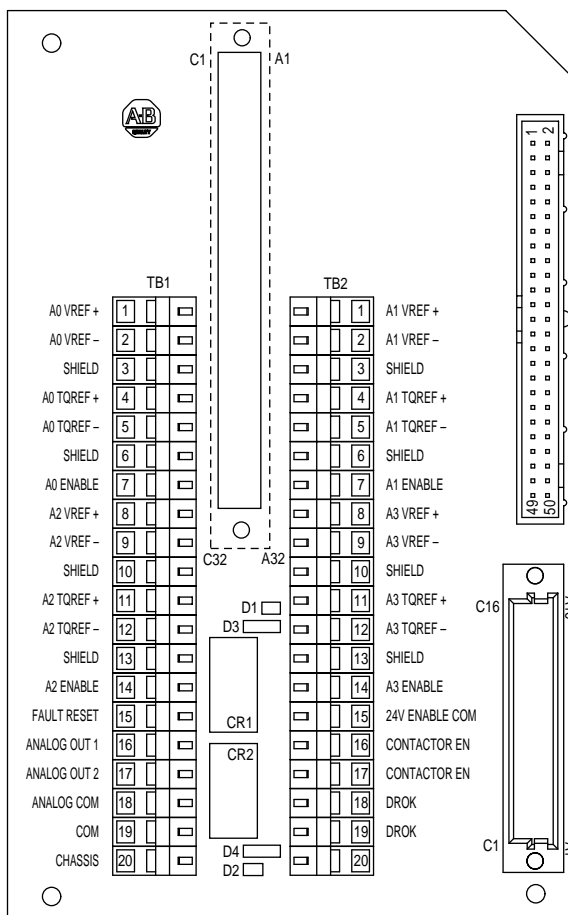 C1 A1
A-B
1 2
TB1 TB2
A0 VREF + 1 1 A1 VREF +
A0 VREF – 2 2 A1 VREF –
SHIELD 3 3 SHIELD
A0 TQREF + 4 4 A1 TQREF +
A0 TQREF – 5 5 A1 TQREF –
SHIELD 6 6 SHIELD
A0 ENABLE 7 7 A1 ENABLE
A2 VREF + 8 8 A3 VREF +
49 50
A2 VREF – 9 9 A3 VREF –
C32 A32
SHIELD 10 10 SHIELD
A2 TQREF + 11 11 A3 TQREF +
D1
C16
A2 TQREF – 12 12 A3 TQREF –
D3
SHIELD 13 13 SHIELD
A2 ENABLE 14 14 A3 ENABLE
FAULT RESET 15 15 24V ENABLE COM
CR1
ANALOG OUT 1 16 16 CONTACTOR EN
CR2
ANALOG OUT 2 17 17 CONTACTOR EN
ANALOG COM 18 18 DROK
COM 19 19 DROK
C1
D4
CHASSIS 20 20
D2